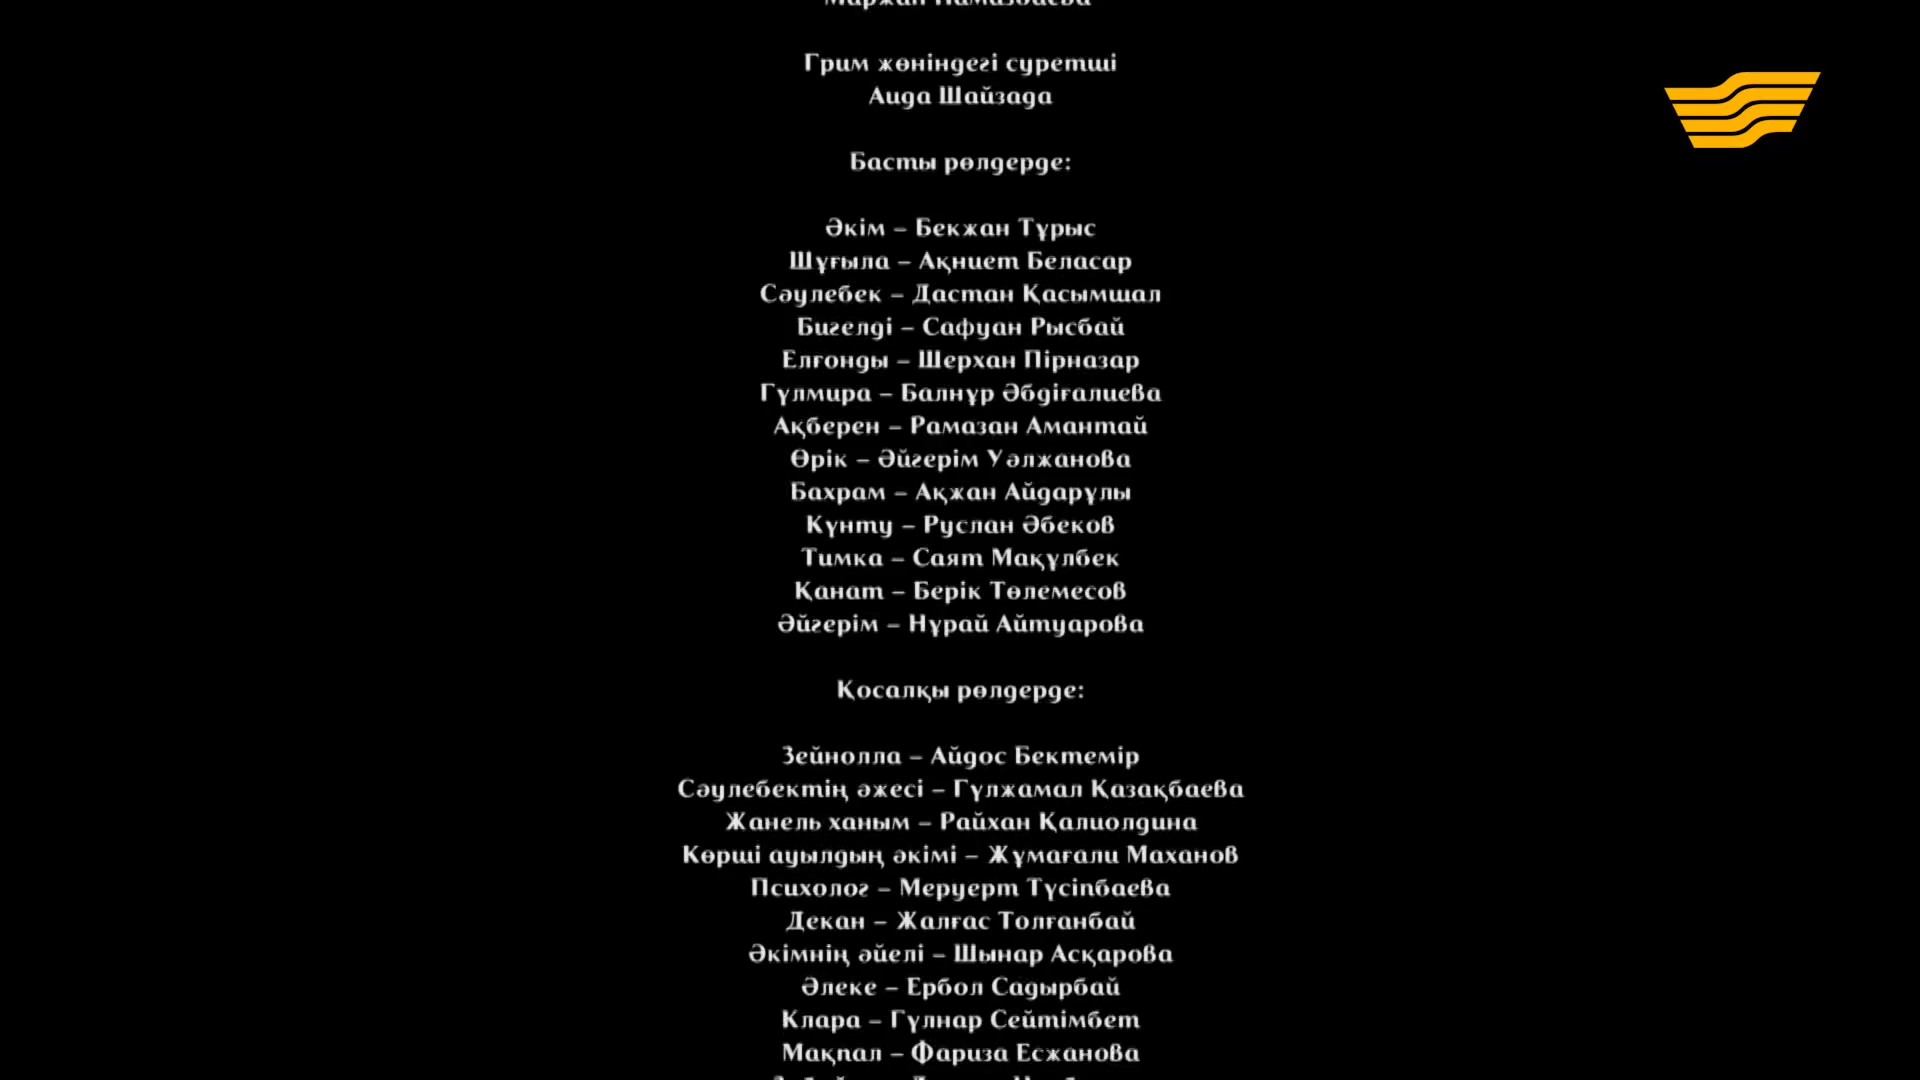 Грим жөніндегі суретші
Аида Шайзада
Басты рөлдерде:
Әкім – Бекжан Тұрыс
Шұғыла – Ақниет Беласар
Сәулебек – Дастан Қасымшал
Бигелді – Сафуан Рысбай
Елғонды – Шерхан Пірназар
Гүлмира – Балнұр Әбдіғалиева
Ақберен – Рамазан Амантай
Өрік – Әйгерім Уәлжанова
Бахрам – Ақжан Айдарұлы
Күнту – Руслан Әбеков
Тимка – Саят Мақұлбек
Қанат – Берік Төлемесов
Әйгерім – Нұрай Айтуарова
Қосалқы рөлдерде:
Зейнолла – Айдос Бектемір
Сәулебектің әжесі – Гүлжамал Қазақбаева
Жанель ханым – Райхан Қалиолдина
Көрші ауылдың әкімі – Жұмағали Маханов
Психолог – Меруерт Түсіпбаева
Декан – Жалғас Толғанбай
Әкімнің әйелі – Шынар Асқарова
Әлеке – Ербол Садырбай
Клара – Гүлнар Сейтімбет
Мақпал – Фариза Есжанова